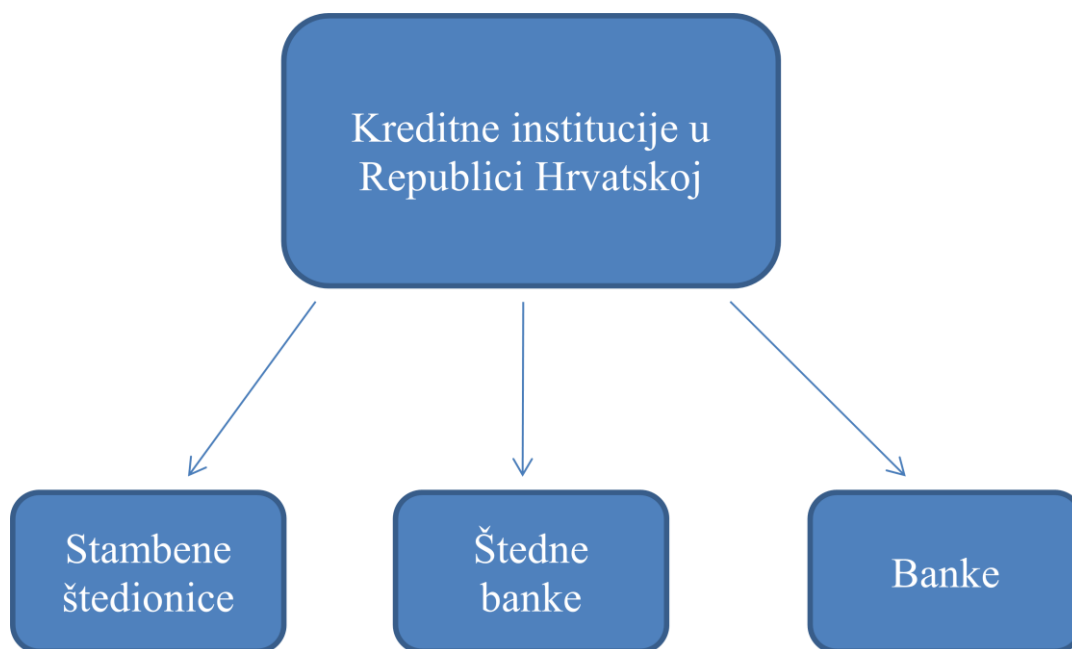 Kreditne institucije u
Republici Hrvatskoj
Stambene
štedionice
Štedne
banke
Banke